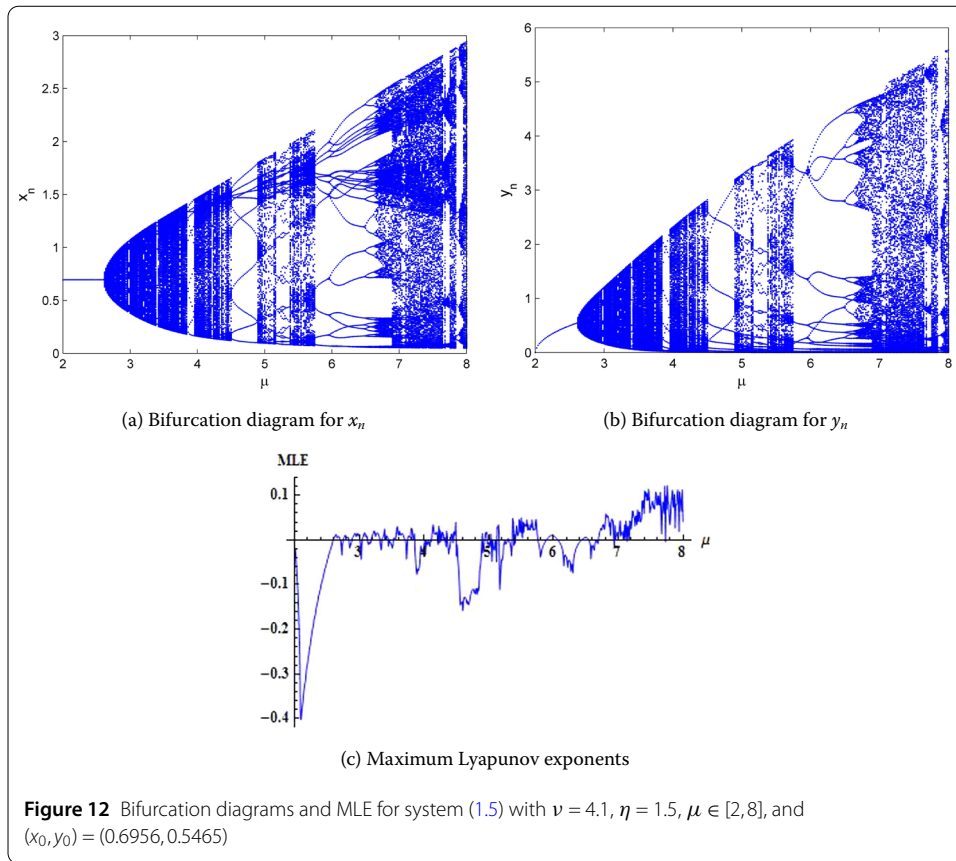 3
2.5
2
1.5
1
0.5
0
x_n
2 3 4 5 6 7 8
μ
(a) Bifurcation diagram for x_n
6
5
4
3
2
1
0
y_n
2 3 4 5 6 7 8
μ
(b) Bifurcation diagram for y_n
MLE
0.1
-0.1
-0.2
-0.3
-0.4
3 4 5 6 7 8 μ
(c) Maximum Lyapunov exponents
Figure 12 Bifurcation diagrams and MLE for system (1.5) with ν = 4.1, η = 1.5, μ ∈ [2, 8], and
(x₀, y₀) = (0.6956, 0.5465)